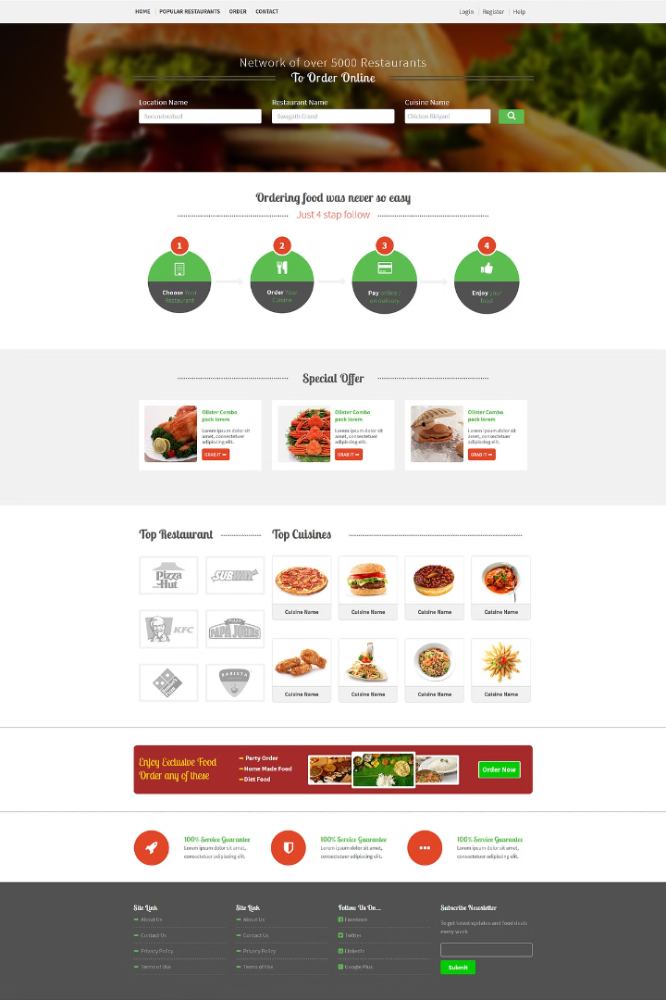 HOME
POPULAR RESTAURANTS
ORDER
CONTACT
Login
Register
Help
Network of over 5000 Restaurants
To Order Online
Location Name
Restaurant Name
Cuisine Name
Secunderabad
Swagath Grand
Chicken Biriyani
Ordering food was never so easy
Just 4 stap follow
1
2
3
4
Choose Your
Restaurant
Order Your
Cuisine
Pay online /
on delivery
Enjoy your
food
Special Offer
Olister Combo
pack lorem
Lorem ipsum dolor sit
amet, consectetuer
adipiscing elit.
GRAB IT
Olister Combo
pack lorem
Lorem ipsum dolor sit
amet, consectetuer
adipiscing elit.
GRAB IT
Olister Combo
pack lorem
Lorem ipsum dolor sit
amet, consectetuer
adipiscing elit.
GRAB IT
Top Restaurant
Pizza
Hut
SUBWAY
KFC
PIZZA
PAPA JOHN'S
Domino's
Pizza
BARISTA
Top Cuisines
Cuisine Name
Cuisine Name
Cuisine Name
Cuisine Name
Cuisine Name
Cuisine Name
Cuisine Name
Cuisine Name
Enjoy Exclusive Food
Order any of these
Party Order
Home Made Food
Diet Food
Order Now
100% Service Guarantee
Lorem ipsum dolor sit amet,
consectetuer adipiscing elit.
100% Service Guarantee
Lorem ipsum dolor sit amet,
consectetuer adipiscing elit.
100% Service Guarantee
Lorem ipsum dolor sit amet,
consectetuer adipiscing elit.
Site Link
About Us
Contact Us
Privacy Policy
Terms of Use
Site Link
About Us
Contact Us
Privacy Policy
Terms of Use
Follow Us On...
Facebook
Twitter
Linkedin
Google Plus
Subscribe Newsletter
To get latest updates and food deals
every week
Submit